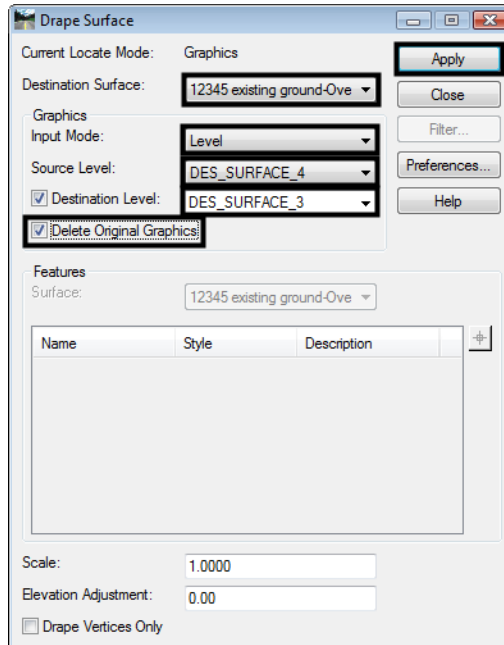 Drape Surface
Current Locate Mode: Graphics
Apply
Destination Surface: 12345 existing ground-Ove
Close
Graphics
Input Mode: Level
Filter...
Source Level: DES_SURFACE_4
Preferences...
Destination Level: DES_SURFACE_3
Help
Delete Original Graphics
Features
Surface: 12345 existing ground-Ove
Name Style Description
Scale: 1.0000
Elevation Adjustment: 0.00
Drape Vertices Only